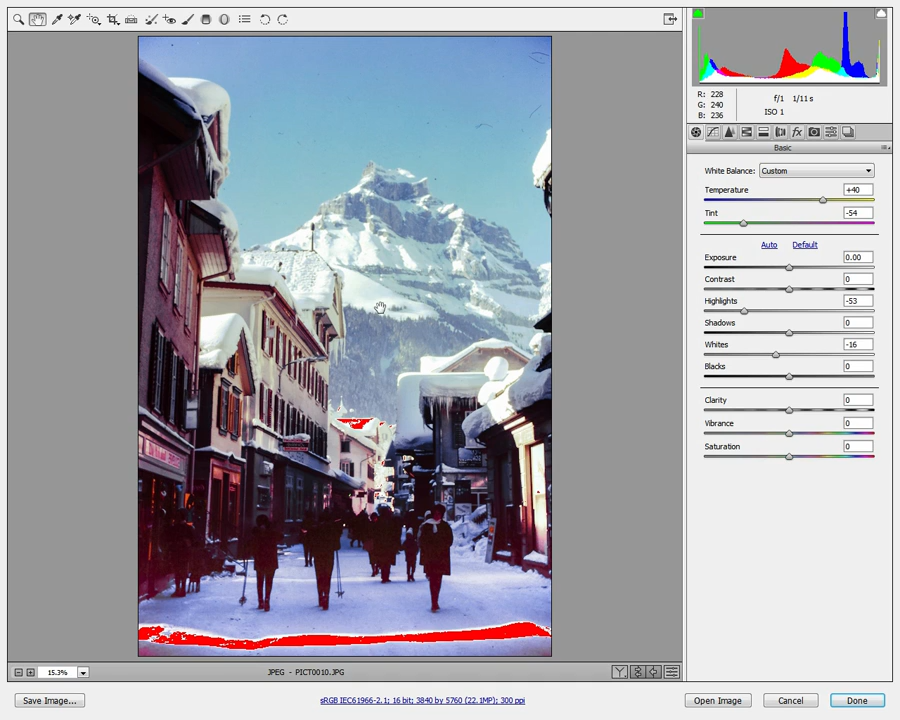 R: 228
G: 240
B: 236
f/1 1/11 s
ISO 1
fx
Basic
White Balance: Custom
Temperature +40
Tint -54
Auto Default
Exposure 0.00
Contrast 0
Highlights -53
Shadows 0
Whites -16
Blacks 0
Clarity 0
Vibrance 0
Saturation 0
15.3% JPEG - PICT0010.JPG Y
Save Image... sRGB IEC61966-2.1; 16 bit; 3840 by 5760 (22.1MP); 300 ppi Open Image Cancel Done